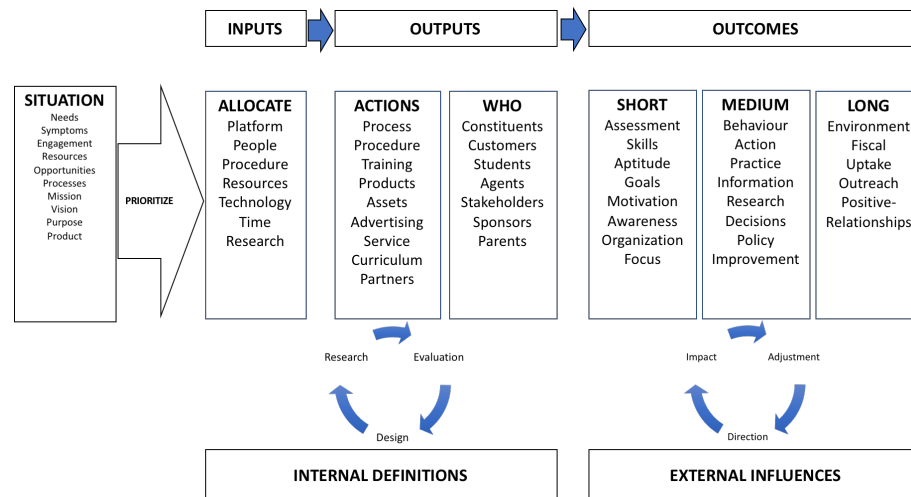 INPUTS
OUTPUTS
OUTCOMES
SITUATION
Needs
Symptoms
Engagement
Resources
Opportunities
Processes
Mission
Vision
Purpose
Product
PRIORITIZE
ALLOCATE
Platform
People
Procedure
Resources
Technology
Time
Research
ACTIONS
Process
Procedure
Training
Products
Assets
Advertising
Service
Curriculum
Partners
WHO
Constituents
Customers
Students
Agents
Stakeholders
Sponsors
Parents
SHORT
Assessment
Skills
Aptitude
Goals
Motivation
Awareness
Organization
Focus
MEDIUM
Behaviour
Action
Practice
Information
Research
Decisions
Policy
Improvement
LONG
Environment
Fiscal
Uptake
Outreach
Positive-
Relationships
Research
Evaluation
Design
Impact
Adjustment
Direction
INTERNAL DEFINITIONS
EXTERNAL INFLUENCES